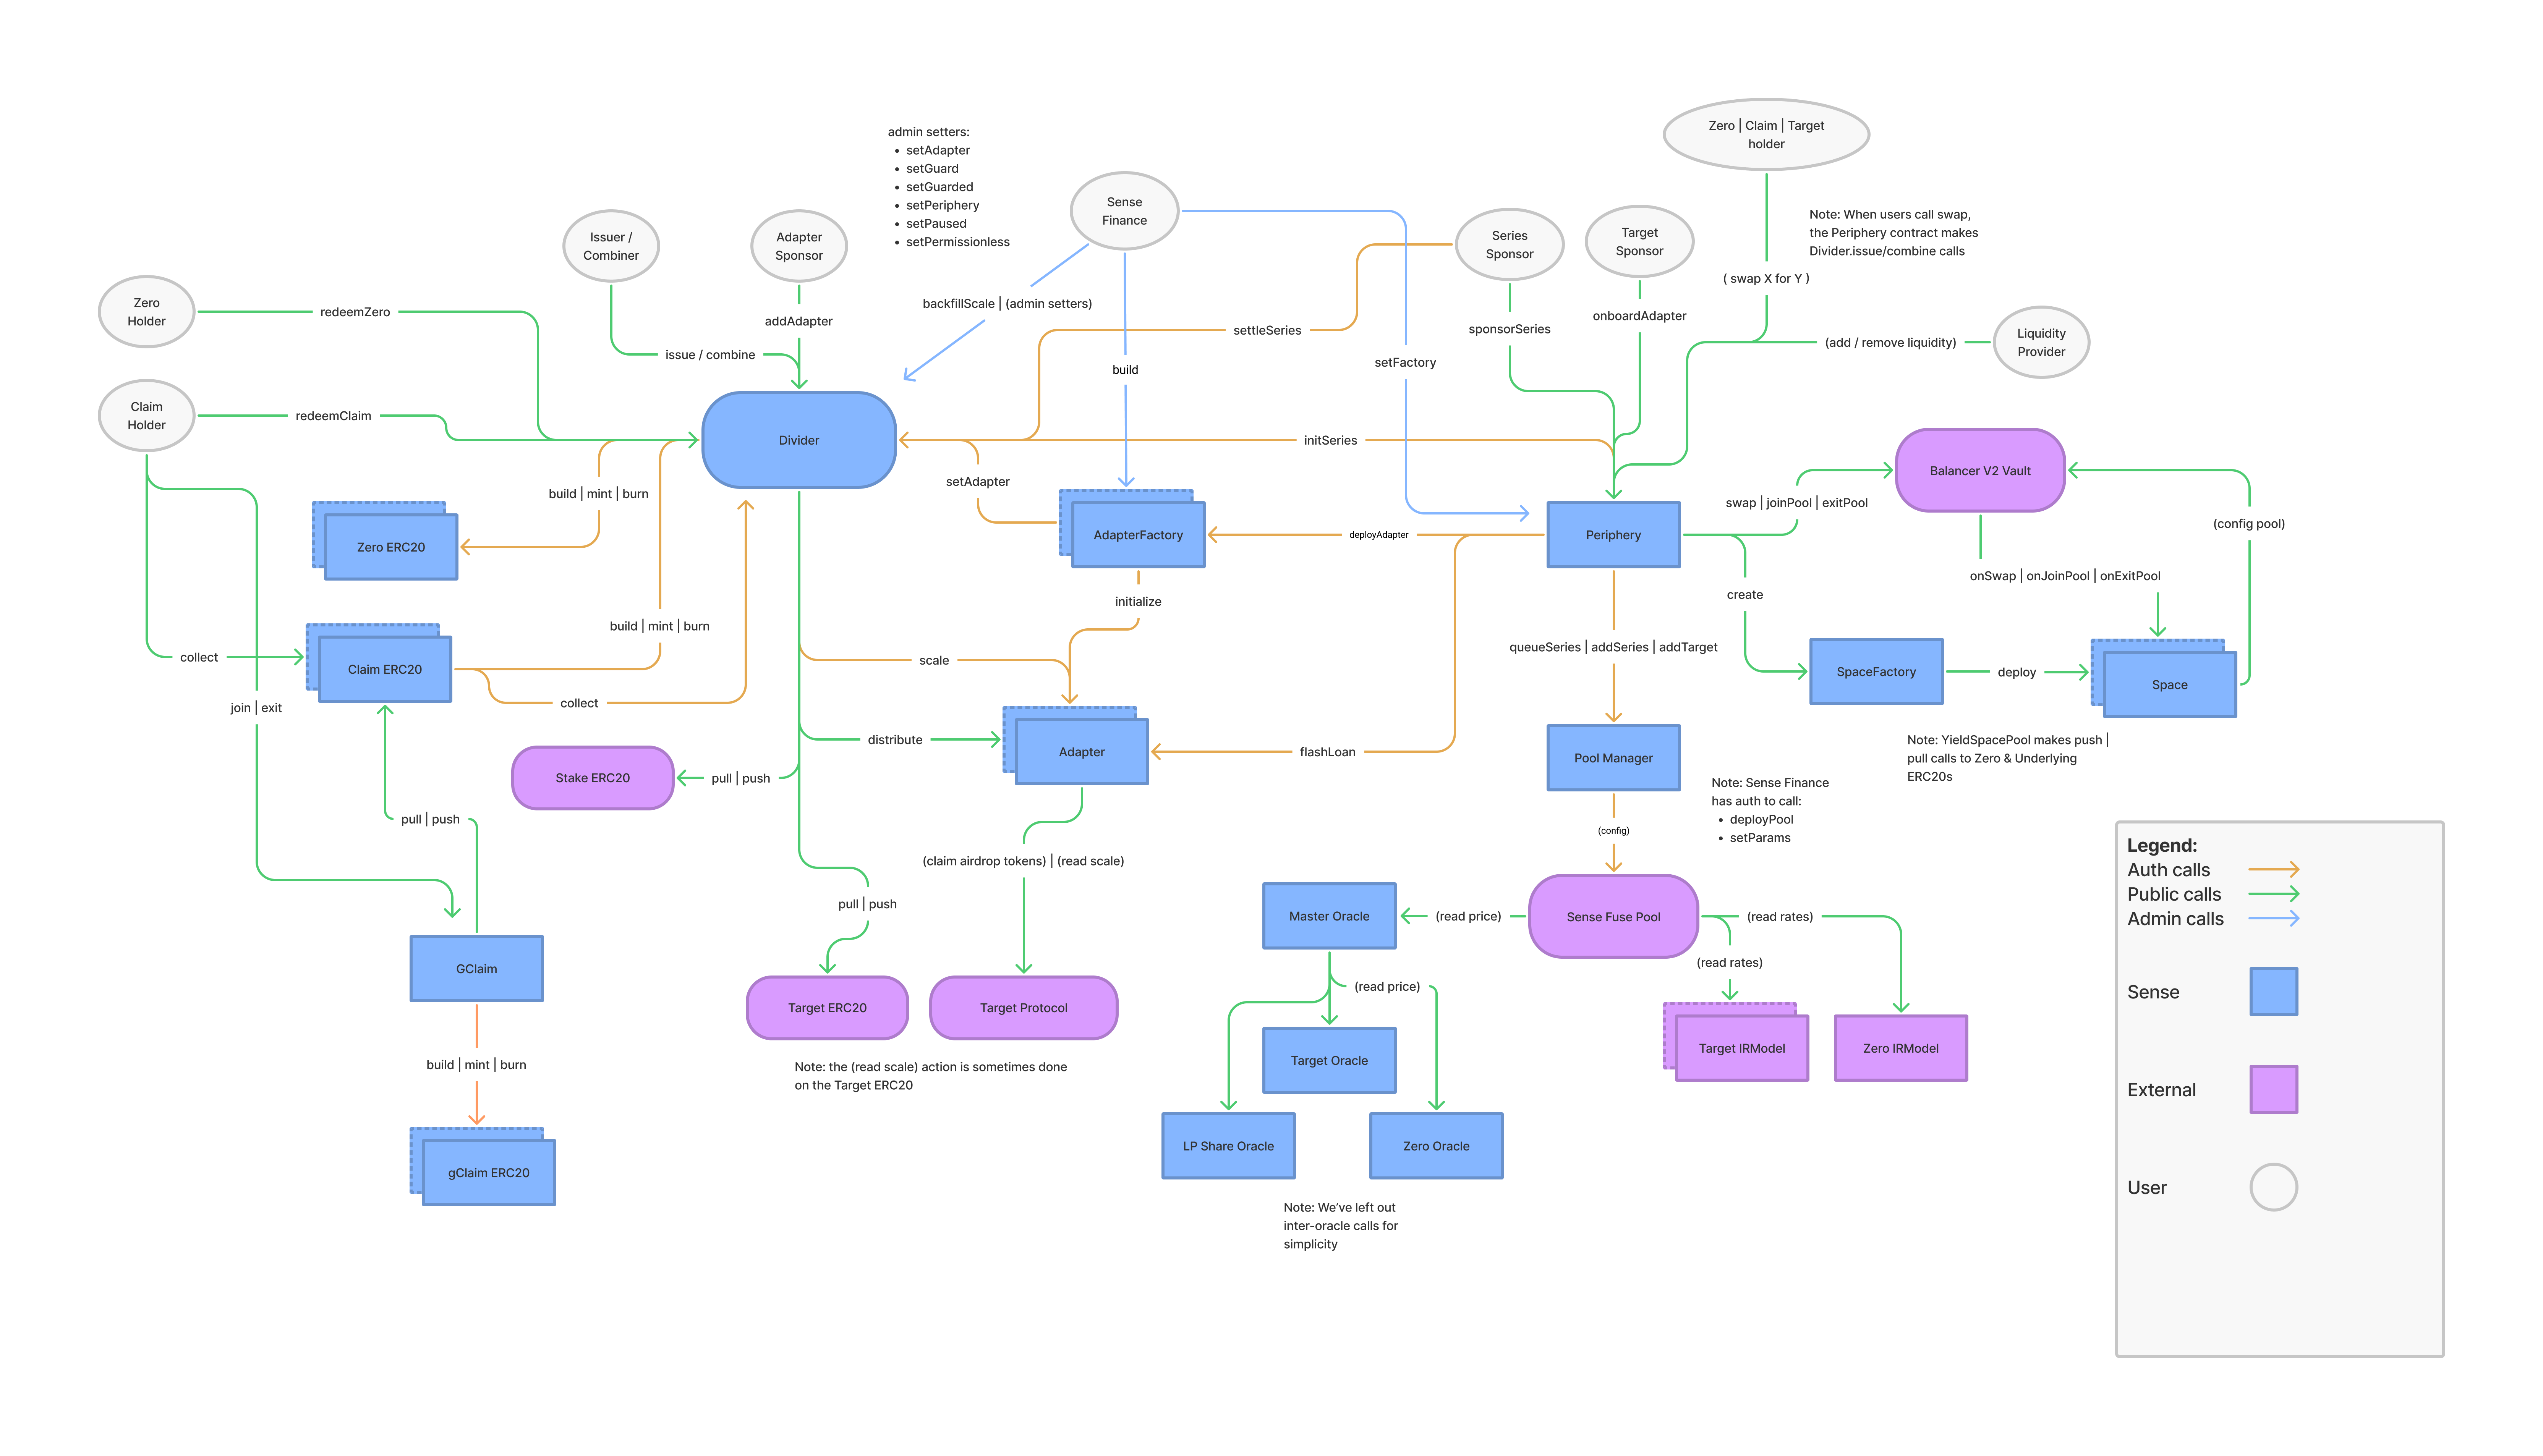 Zero | Claim | Target
holder
admin setters:
• setAdapter
• setGuard
• setGuarded
• setPeriphery
• setPaused
• setPermissionless
Sense
Finance
Issuer /
Combiner
Adapter
Sponsor
Series
Sponsor
Target
Sponsor
Note: When users call swap,
the Periphery contract makes
Divider.issue/combine calls
( swap X for Y )
Zero
Holder
redeemZero
backfillScale | (admin setters)
addAdapter
settleSeries
sponsorSeries
onboardAdapter
(add / remove liquidity)
Liquidity
Provider
issue / combine
build
setFactory
Claim
Holder
redeemClaim
Divider
initSeries
Balancer V2 Vault
setAdapter
build | mint | burn
swap | joinPool | exitPool
(config pool)
Zero ERC20
AdapterFactory
deployAdapter
Periphery
onSwap | onJoinPool | onExitPool
initialize
create
build | mint | burn
queueSeries | addSeries | addTarget
collect
Claim ERC20
scale
SpaceFactory
deploy
Space
join | exit
collect
distribute
Adapter
flashLoan
Pool Manager
Note: YieldSpacePool makes push |
pull calls to Zero & Underlying
ERC20s
Stake ERC20
pull | push
Note: Sense Finance
has auth to call:
• deployPool
• setParams
pull | push
(config)
(claim airdrop tokens) | (read scale)
pull | push
Master Oracle
(read price)
Sense Fuse Pool
(read rates)
(read rates)
GClaim
(read price)
Target ERC20
Target Protocol
Target IRModel
Zero IRModel
Target Oracle
Note: the (read scale) action is sometimes done
on the Target ERC20
build | mint | burn
LP Share Oracle
Zero Oracle
gClaim ERC20
Note: We've left out
inter-oracle calls for
simplicity
Legend:
Auth calls
Public calls
Admin calls
Sense
External
User